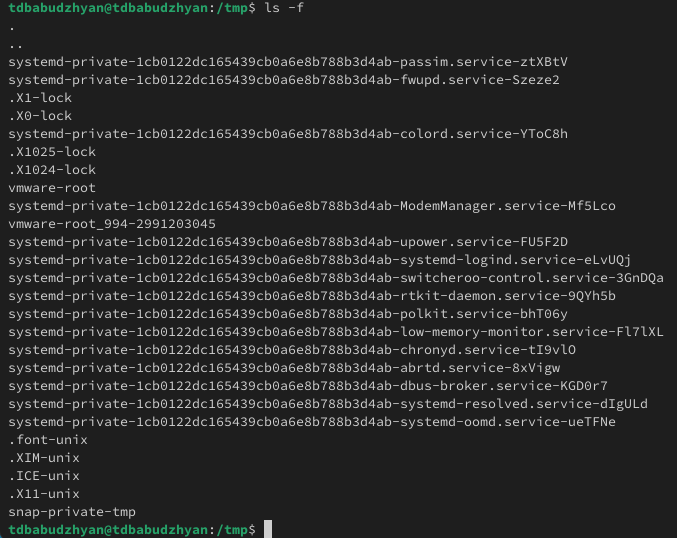 tdbabudzhyan@tdbabudzhyan:/tmp$ ls -f
.
..
systemd-private-1cb0122dc165439cb0a6e8b788b3d4ab-passim.service-ztXBtV
systemd-private-1cb0122dc165439cb0a6e8b788b3d4ab-fwupd.service-Szeze2
.X1-lock
.X0-lock
systemd-private-1cb0122dc165439cb0a6e8b788b3d4ab-colord.service-YToC8h
.X1025-lock
.X1024-lock
vmware-root
systemd-private-1cb0122dc165439cb0a6e8b788b3d4ab-ModemManager.service-Mf5Lco
vmware-root_994-2991203045
systemd-private-1cb0122dc165439cb0a6e8b788b3d4ab-upower.service-FU5F2D
systemd-private-1cb0122dc165439cb0a6e8b788b3d4ab-systemd-logind.service-eLvUQj
systemd-private-1cb0122dc165439cb0a6e8b788b3d4ab-switcheroo-control.service-3GnDQa
systemd-private-1cb0122dc165439cb0a6e8b788b3d4ab-rtkit-daemon.service-9QYh5b
systemd-private-1cb0122dc165439cb0a6e8b788b3d4ab-polkit.service-bhT06y
systemd-private-1cb0122dc165439cb0a6e8b788b3d4ab-low-memory-monitor.service-Fl7lXL
systemd-private-1cb0122dc165439cb0a6e8b788b3d4ab-chronyd.service-tI9vlO
systemd-private-1cb0122dc165439cb0a6e8b788b3d4ab-abrtd.service-8xVigw
systemd-private-1cb0122dc165439cb0a6e8b788b3d4ab-dbus-broker.service-KGD0r7
systemd-private-1cb0122dc165439cb0a6e8b788b3d4ab-systemd-resolved.service-dIgULd
systemd-private-1cb0122dc165439cb0a6e8b788b3d4ab-systemd-oomd.service-ueTFNe
.font-unix
.XIM-unix
.ICE-unix
.X11-unix
snap-private-tmp
tdbabudzhyan@tdbabudzhyan:/tmp$